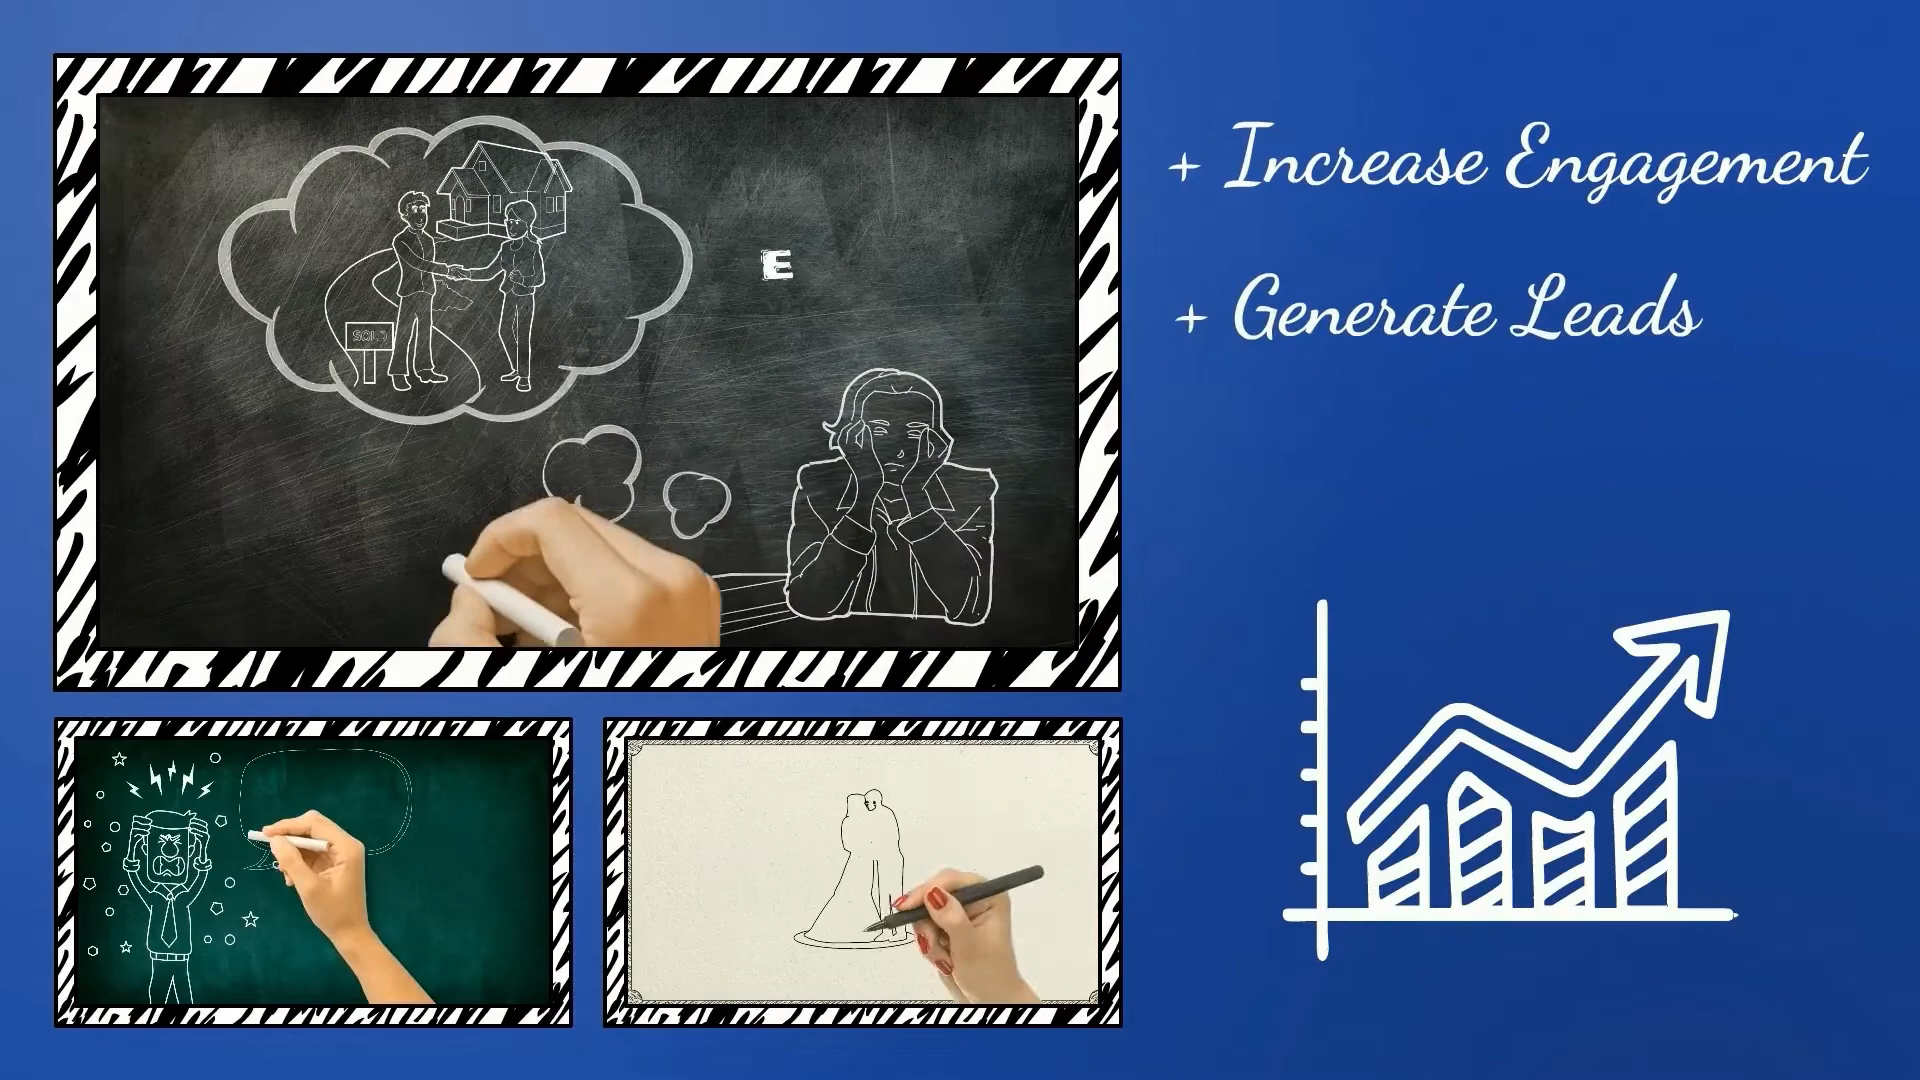 E
SOLD
+ Increase Engagement
+ Generate Leads